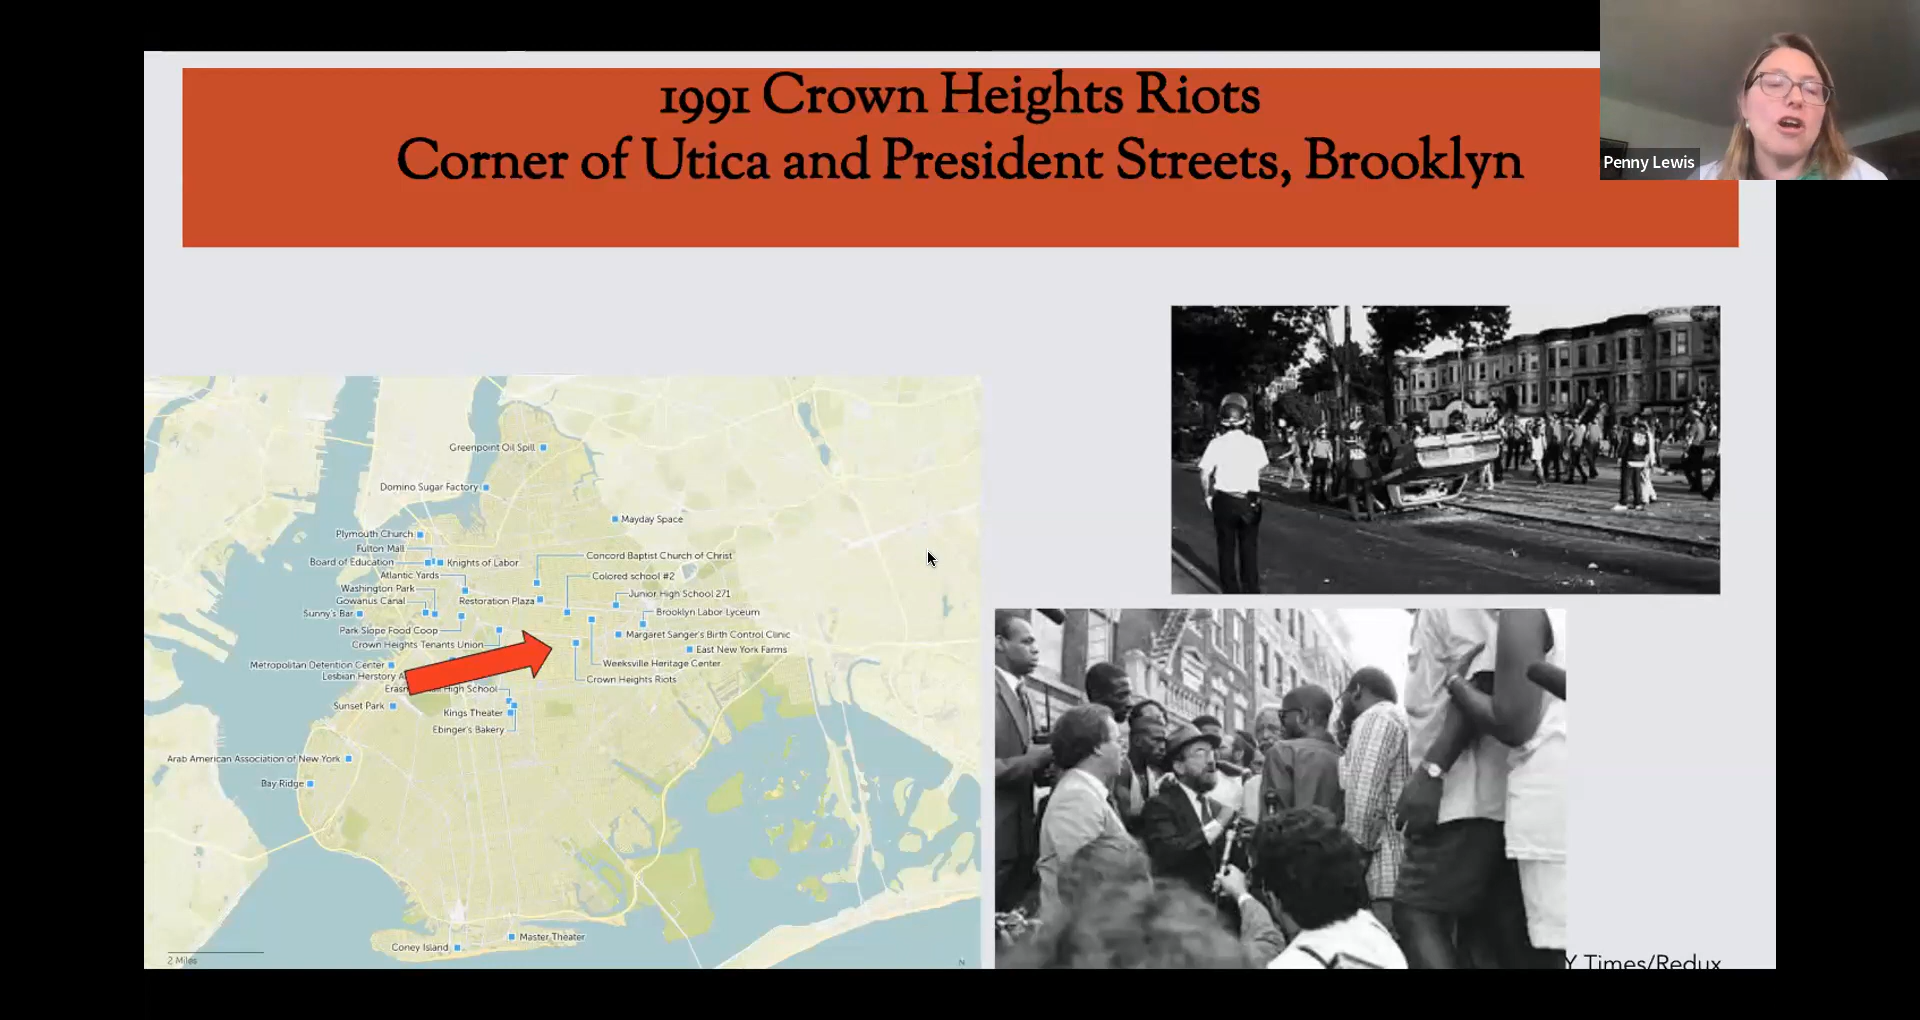 1991 Crown Heights Riots
Corner of Utica and President Streets, Brooklyn
Penny Lewis
Greenpoint Oil Spill
Domino Sugar Factory
Mayday Space
Plymouth Church
Fulton Mall
Board of Education
Knights of Labor
Concord Baptist Church of Christ
Atlantic Yards
Colored school #2
Washington Park
Junior High School 271
Gowanus Canal
Restoration Plaza
Sunny's Bar
Brooklyn Labor Lyceum
Park Slope Food Coop
Margaret Sanger's Birth Control Clinic
Crown Heights Tenants Union
East New York Farms
Metropolitan Detention Center
Weeksville Heritage Center
Lesbian Herstory A
Crown Heights Riots
Eras all High School
Sunset Park
Kings Theater
Ebinger's Bakery
Arab American Association of New York
Bay Ridge
Master Theater
Coney Island
2 Miles
N
Y Times/Redux